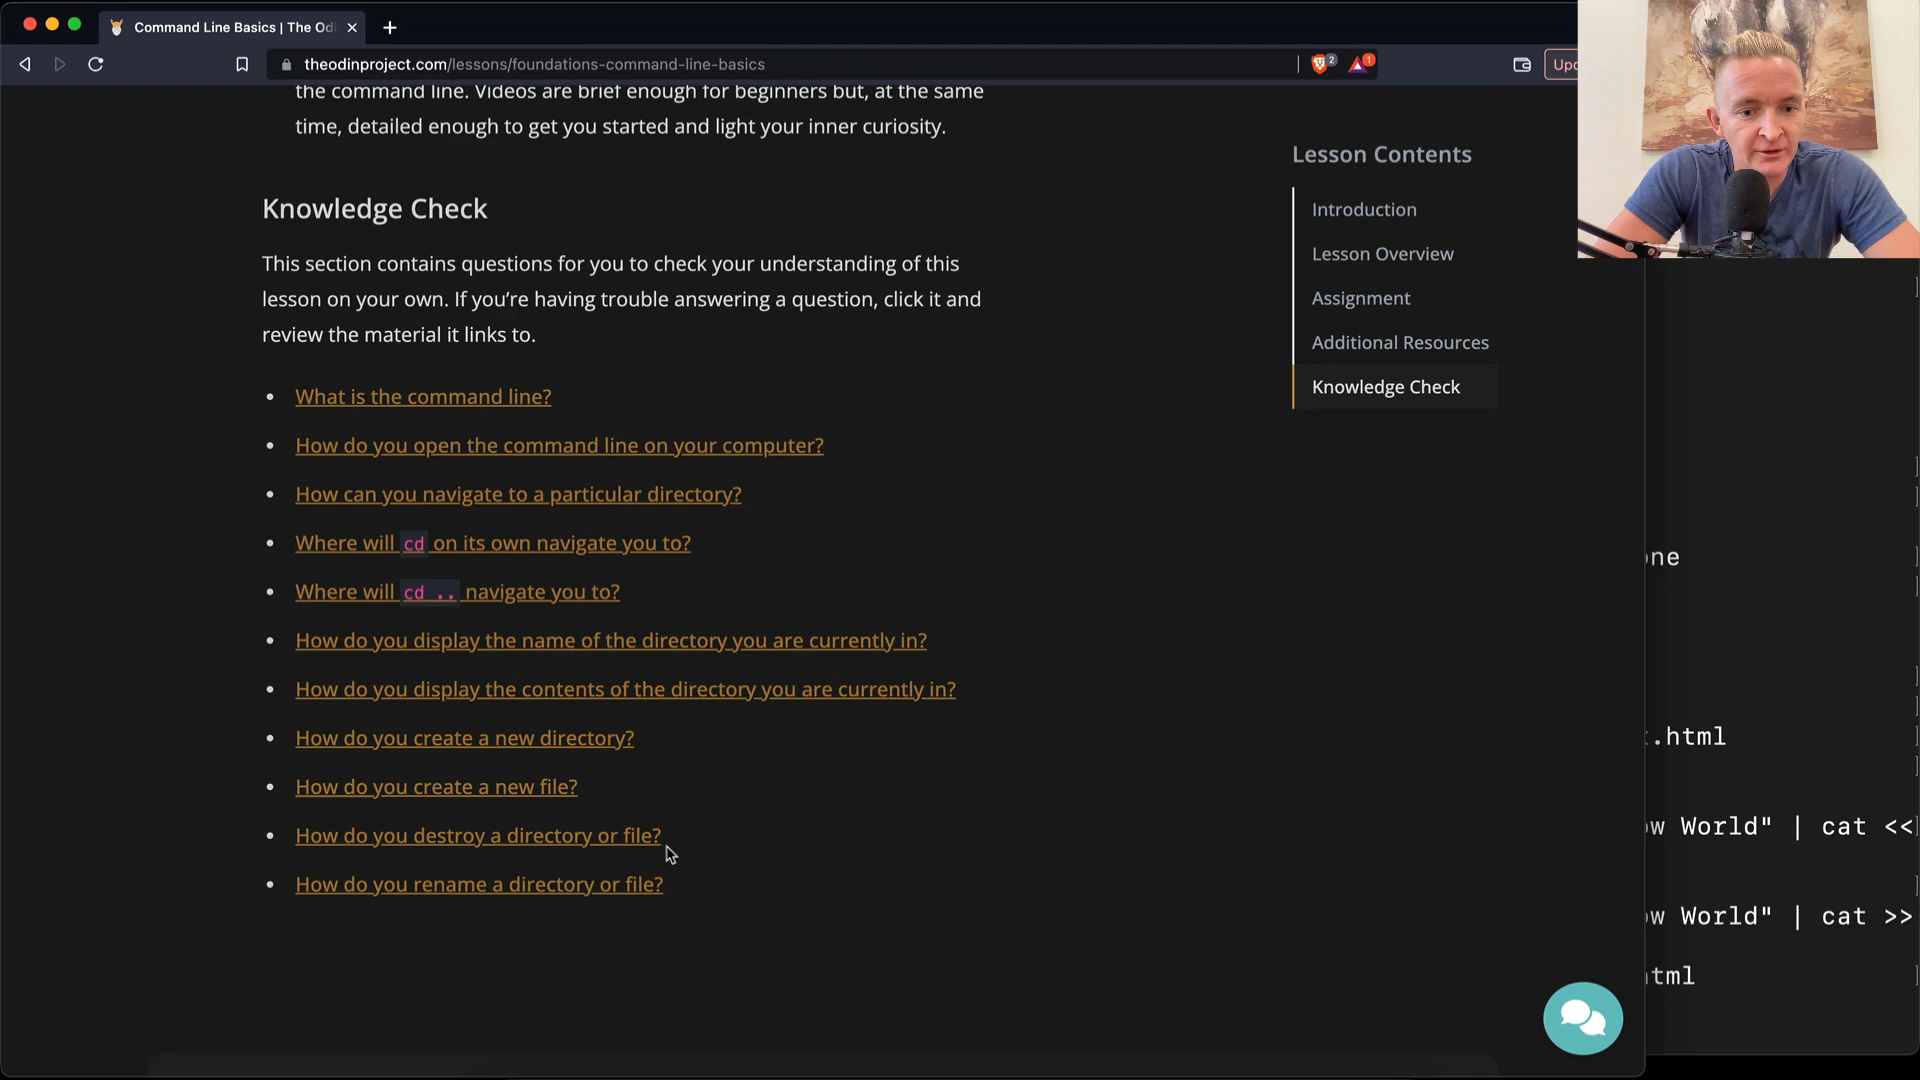 Command Line Basics | The Od
theodinproject.com/lessons/foundations-command-line-basics
2
1
the command line. Videos are brief enough for beginners but, at the same
time, detailed enough to get you started and light your inner curiosity.
Knowledge Check
This section contains questions for you to check your understanding of this
lesson on your own. If you’re having trouble answering a question, click it and
review the material it links to.
What is the command line?
How do you open the command line on your computer?
How can you navigate to a particular directory?
Where will cd on its own navigate you to?
Where will cd .. navigate you to?
How do you display the name of the directory you are currently in?
How do you display the contents of the directory you are currently in?
How do you create a new directory?
How do you create a new file?
How do you destroy a directory or file?
How do you rename a directory or file?
Lesson Contents
Introduction
Lesson Overview
Assignment
Additional Resources
Knowledge Check
one
.html
ow World" | cat <<
ow World" | cat >>
html